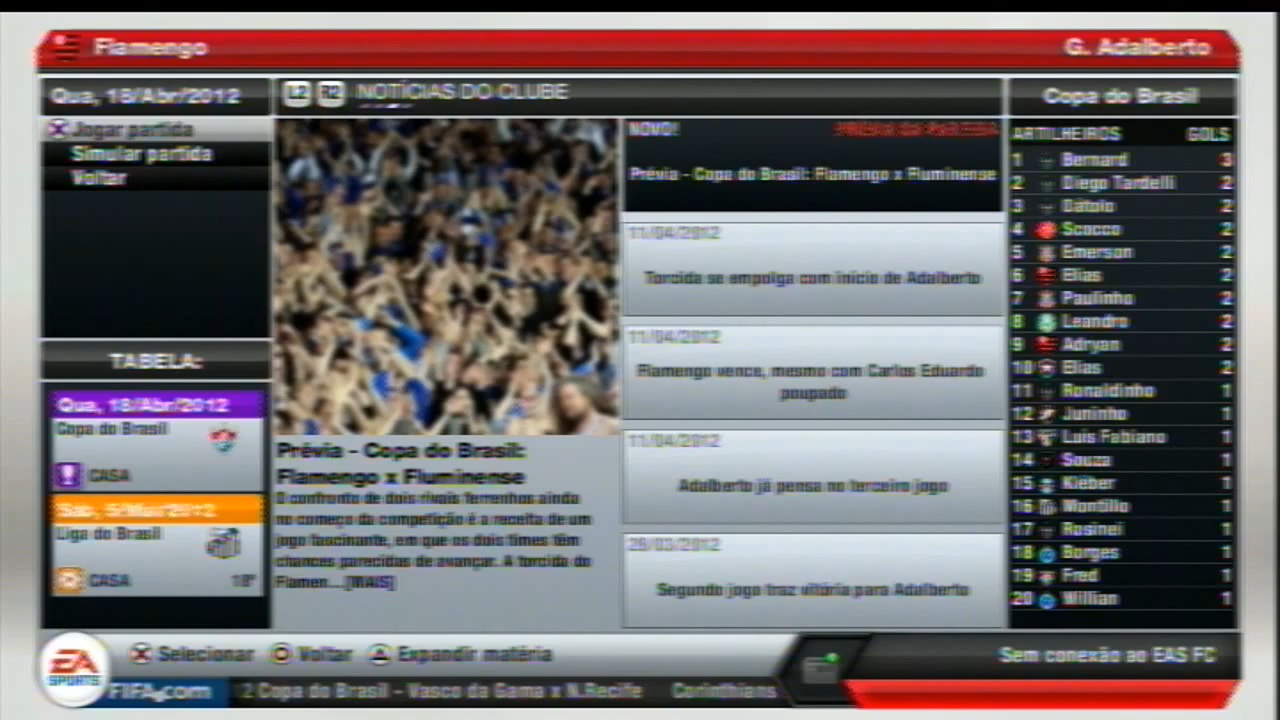 Flamengo
G. Adalberto
Qua, 18/Abr/2012
L2 R2 NOTÍCIAS DO CLUBE
Copa do Brasil
Jogar partida
Simular partida
Voltar
TABELA:
Qua, 18/Abr/2012
Copa do Brasil
CASA
Sáb, 5/Mai/2012
Liga do Brasil
CASA 18º
Prévia - Copa do Brasil:
Flamengo x Fluminense
O confronto de dois rivais ferrenhos ainda
no começo da competição é a receita de um
jogo fascinante, em que os dois times têm
chances parecidas de avançar. A torcida do
Flamen...[MAIS]
NOVO! PRÉVIA DA PARTIDA
Prévia - Copa do Brasil: Flamengo x Fluminense
11/04/2012
Torcida se empolga com início de Adalberto
11/04/2012
Flamengo vence, mesmo com Carlos Eduardo
poupado
11/04/2012
Adalberto já pensa no terceiro jogo
28/03/2012
Segundo jogo traz vitória para Adalberto
ARTILHEIROS GOLS
1 Bernard 3
2 Diego Tardelli 2
3 Dátolo 2
4 Scocco 2
5 Emerson 2
6 Elias 2
7 Paulinho 2
8 Leandro 2
9 Adryan 2
10 Elias 2
11 Ronaldinho 1
12 Juninho 1
13 Luis Fabiano 1
14 Souza 1
15 Kléber 1
16 Montillo 1
17 Rosinei 1
18 Borges 1
19 Fred 1
20 Willian 1
EA SPORTS
Selecionar Voltar Expandir matéria
Sem conexão ao EAS FC
FIFA.com 2 Copa do Brasil - Vasco da Gama x N.Recife Corinthians